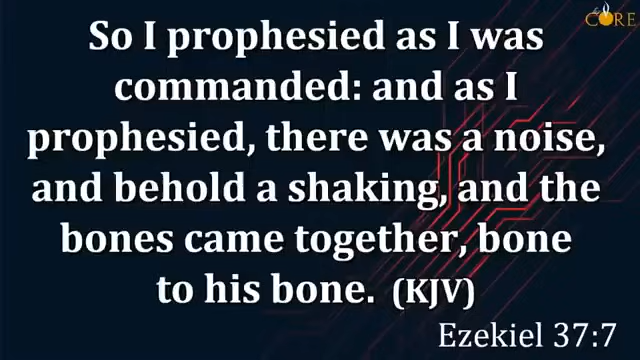 CORE
So I prophesied as I was
commanded: and as I
prophesied, there was a noise,
and behold a shaking, and the
bones came together, bone
to his bone. (KJV)
Ezekiel 37:7